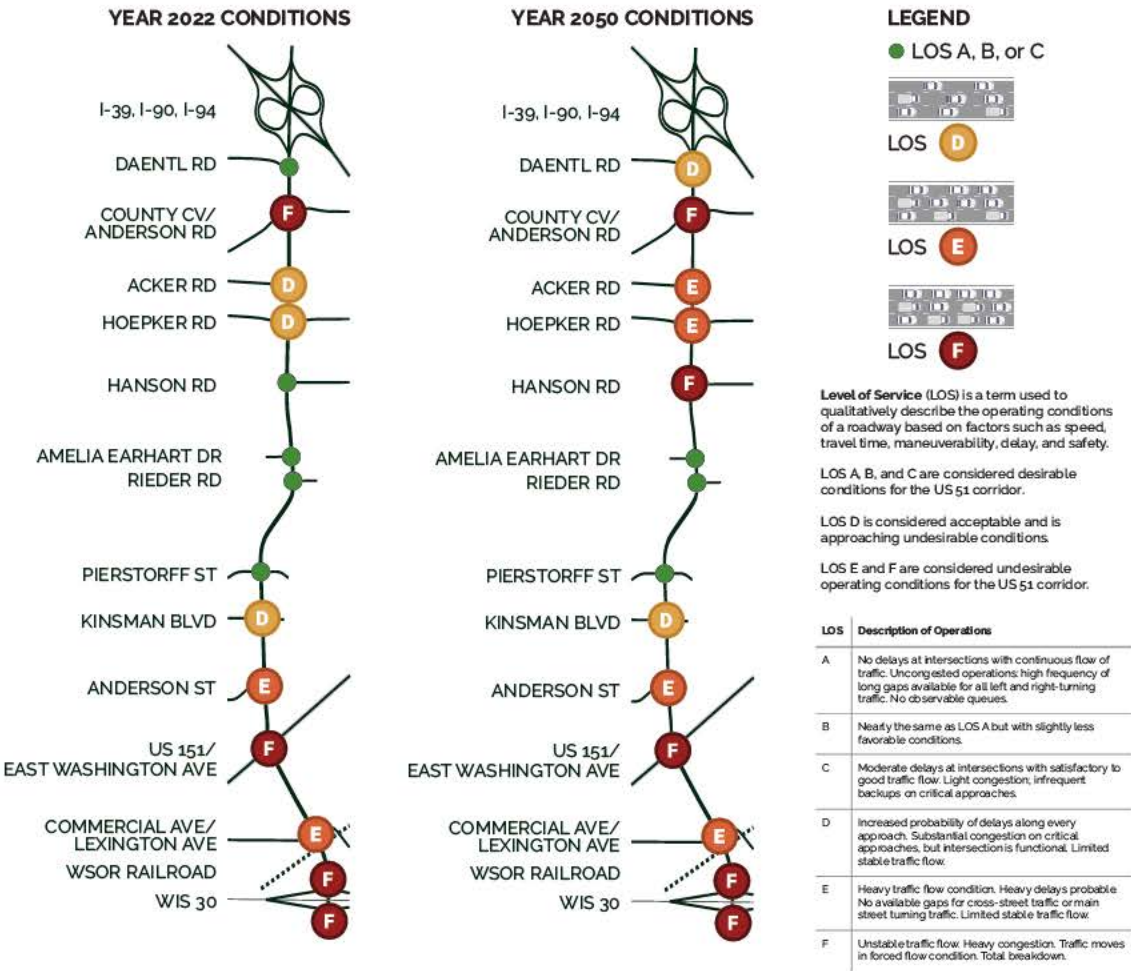 YEAR 2022 CONDITIONS
I-39, I-90, I-94
DAENTL RD
COUNTY CV/
ANDERSON RD
F
ACKER RD
D
HOEPKER RD
D
HANSON RD
AMELIA EARHART DR
RIEDER RD
PIERSTORFF ST
KINSMAN BLVD
D
ANDERSON ST
E
US 151/
EAST WASHINGTON AVE
F
COMMERCIAL AVE/
LEXINGTON AVE
E
WSOR RAILROAD
F
WIS 30
F
YEAR 2050 CONDITIONS
I-39, I-90, I-94
DAENTL RD
D
COUNTY CV/
ANDERSON RD
F
ACKER RD
E
HOEPKER RD
E
HANSON RD
F
AMELIA EARHART DR
RIEDER RD
PIERSTORFF ST
KINSMAN BLVD
D
ANDERSON ST
E
US 151/
EAST WASHINGTON AVE
F
COMMERCIAL AVE/
LEXINGTON AVE
E
WSOR RAILROAD
F
WIS 30
F
LEGEND
LOS A, B, or C
LOS D
LOS E
LOS F
Level of Service (LOS) is a term used to
qualitatively describe the operating conditions
of a roadway based on factors such as speed,
travel time, maneuverability, delay, and safety.
LOS A, B, and C are considered desirable
conditions for the US 51 corridor.
LOS D is considered acceptable and is
approaching undesirable conditions.
LOS E and F are considered undesirable
operating conditions for the US 51 corridor.
LOS Description of Operations
A No delays at intersections with continuous flow of
traffic. Uncongested operations: high frequency of
long gaps available for all left and right-turning
traffic. No observable queues.
B Nearly the same as LOS A but with slightly less
favorable conditions.
C Moderate delays at intersections with satisfactory to
good traffic flow. Light congestion; infrequent
backups on critical approaches.
D Increased probability of delays along every
approach. Substantial congestion on critical
approaches, but intersection is functional. Limited
stable traffic flow.
E Heavy traffic flow condition. Heavy delays probable.
No available gaps for cross-street traffic or main
street turning traffic. Limited stable traffic flow.
F Unstable traffic flow. Heavy congestion. Traffic moves
in forced flow condition. Total breakdown.